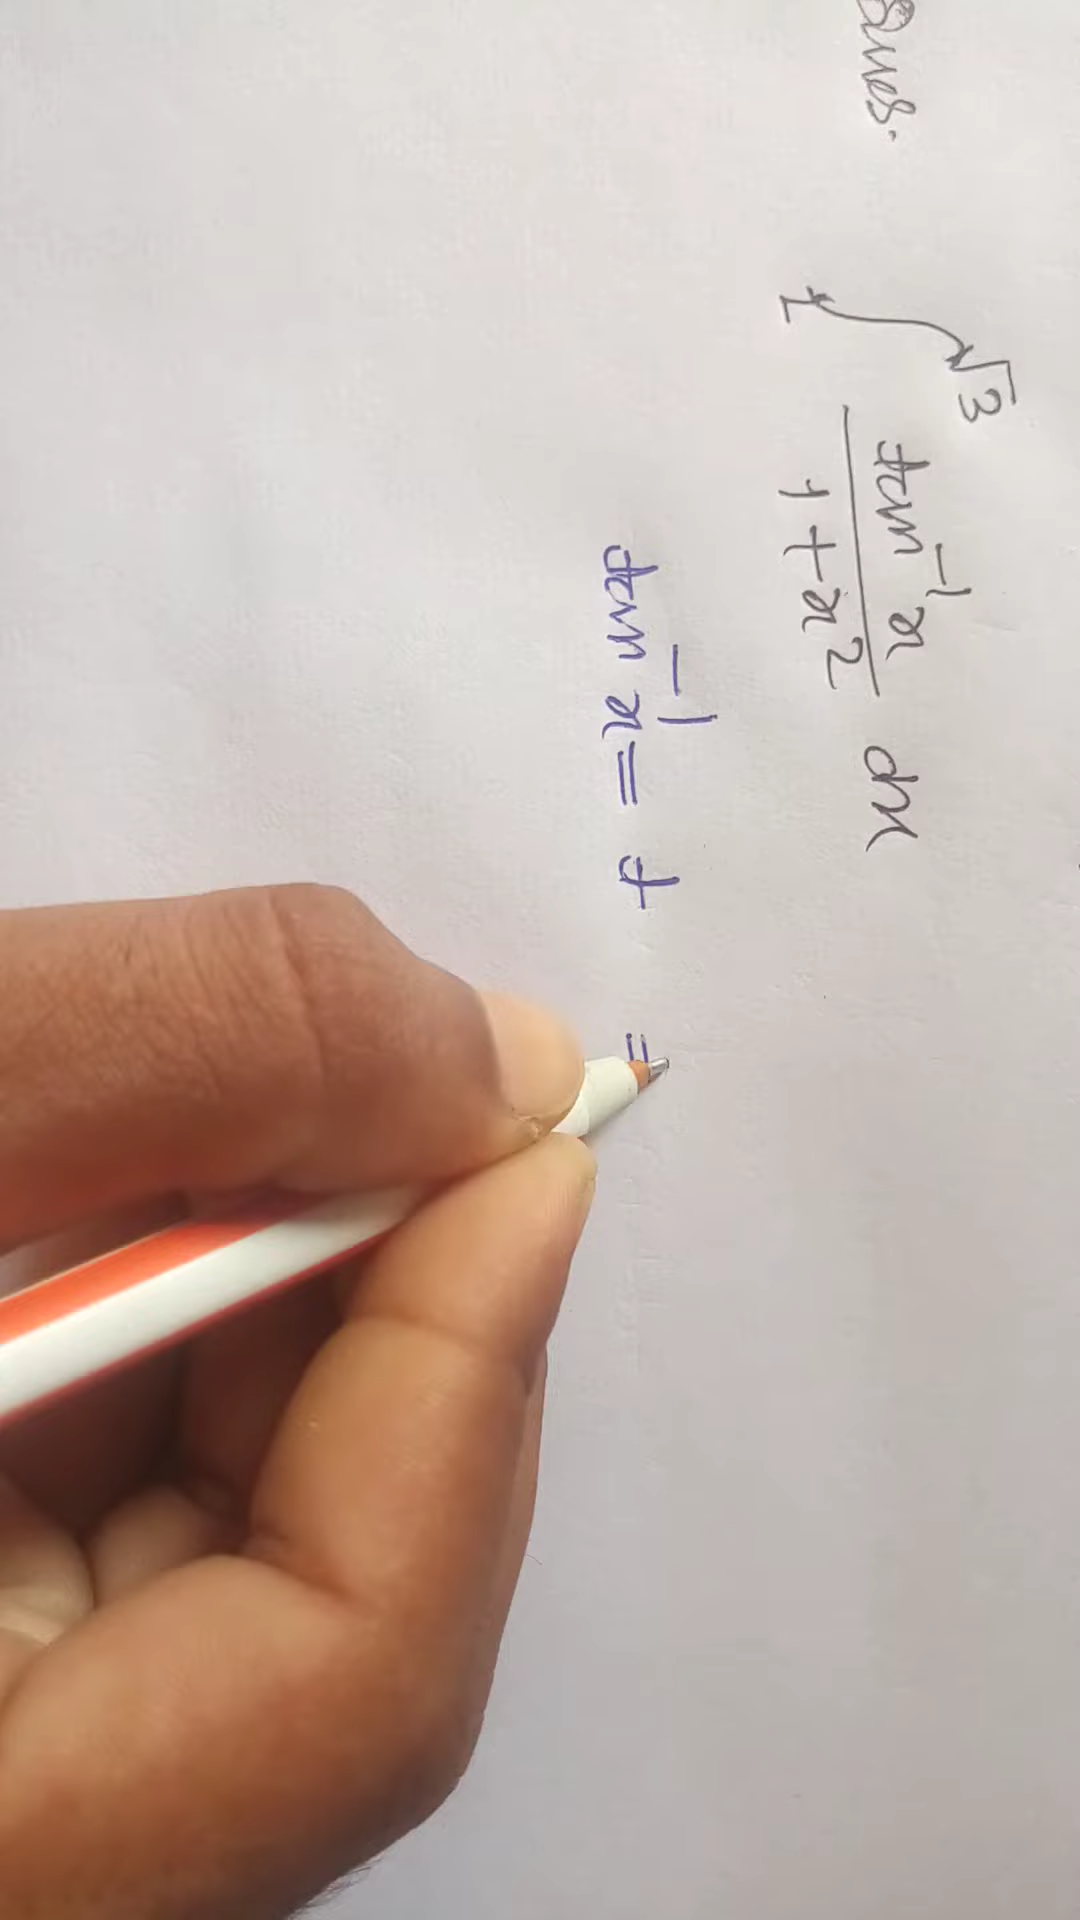 Ques. ∫₁^√3 tan⁻¹x / 1+x² dx
tan⁻¹x = t =